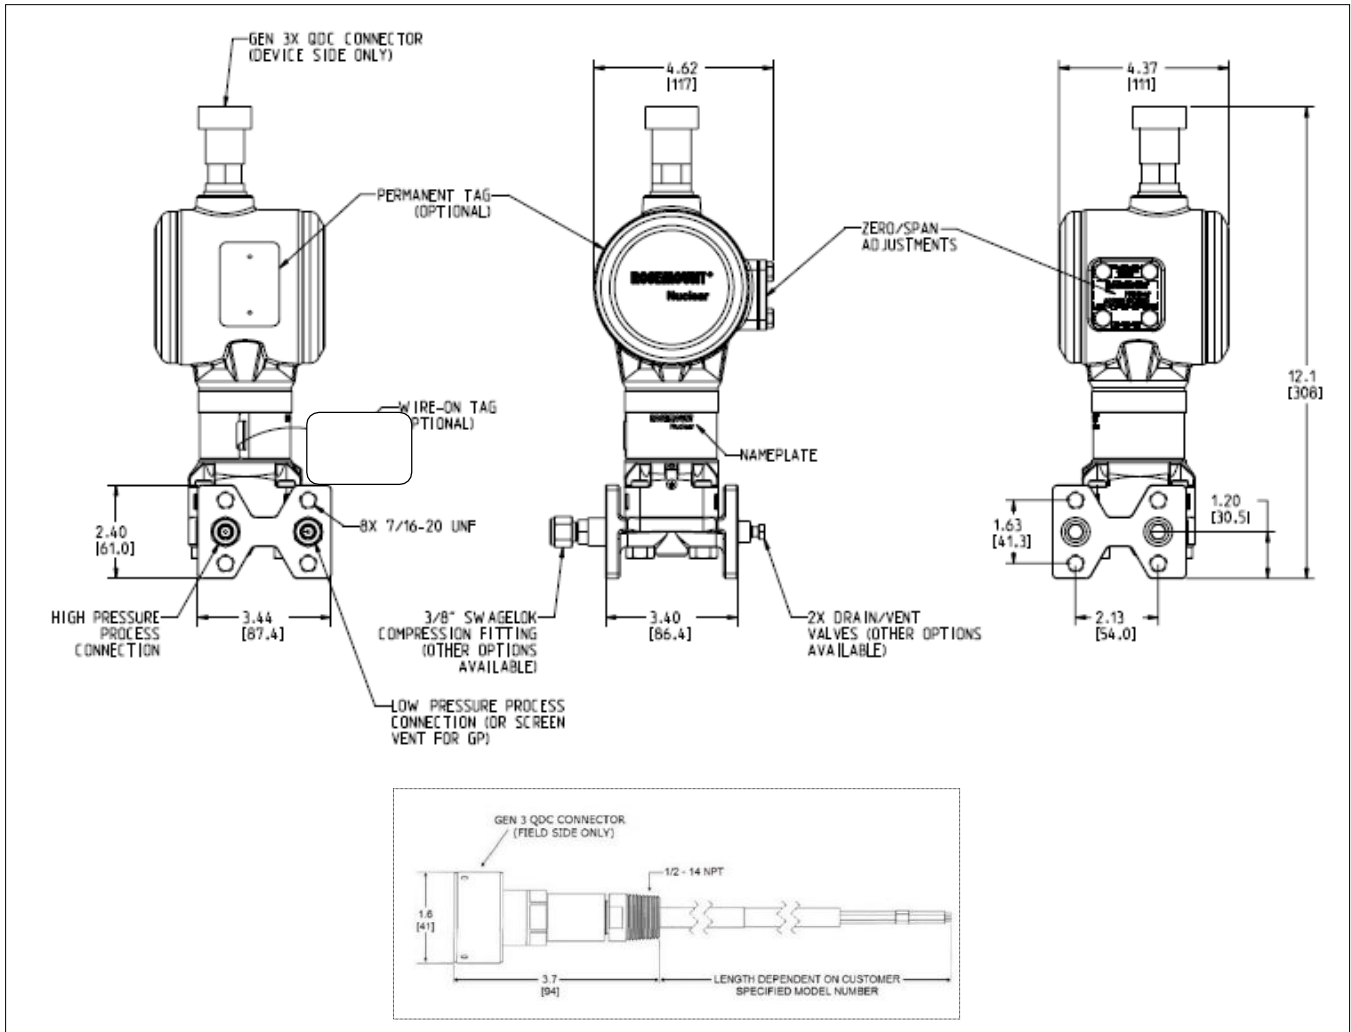 GEN 3X QDC CONNECTOR
(DEVICE SIDE ONLY)
4.62
[117]
4.37
[111]
PERMANENT TAG
(OPTIONAL)
ZERO/SPAN
ADJUSTMENTS
ROSEMOUNT
Nuclear
12.1
[308]
WIRE-ON TAG
PTIONAL)
Nuclear
NAMEPLATE
8X 7/16-20 UNF
2.40
[61.0]
1.63
[41.3]
1.20
[30.5]
HIGH PRESSURE
PROCESS
CONNECTION
3.44
[87.4]
3/8" SWAGELOK
COMPRESSION FITTING
(OTHER OPTIONS
AVAILABLE)
3.40
[86.4]
2X DRAIN/VENT
VALVES (OTHER OPTIONS
AVAILABLE)
2.13
[54.0]
LOW PRESSURE PROCESS
CONNECTION (OR SCREEN
VENT FOR GP)
GEN 3 QDC CONNECTOR
(FIELD SIDE ONLY)
1/2 - 14 NPT
1.6
[41]
3.7
[94]
LENGTH DEPENDENT ON CUSTOMER
SPECIFIED MODEL NUMBER